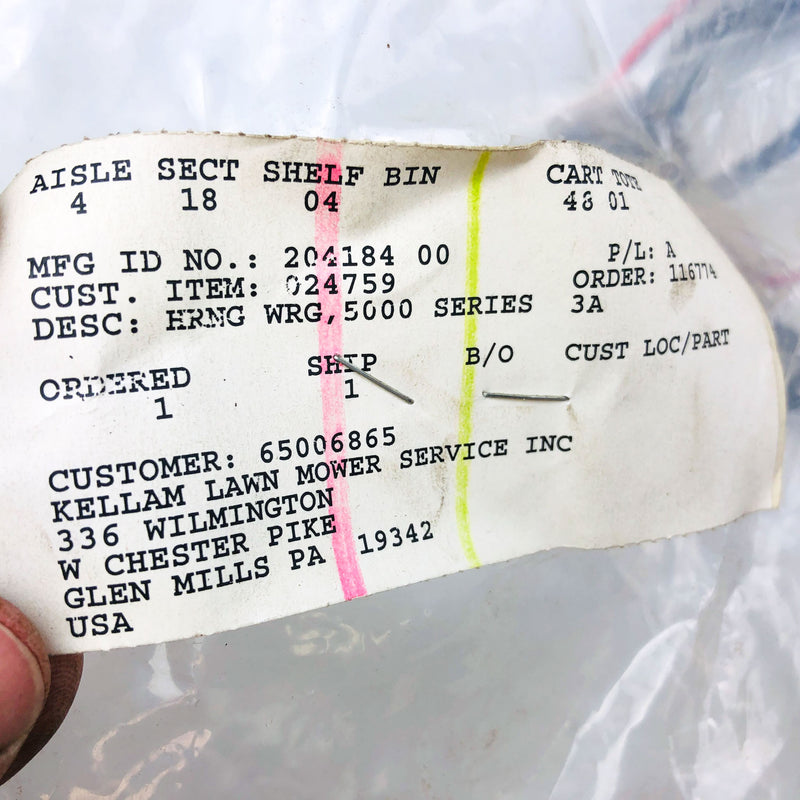 AISLE SECT SHELF BIN CART TOTE
4 18 04 48 01
MFG ID NO.: 204184 00 P/L: A
CUST. ITEM: 024759 ORDER: 116774
DESC: HRNG WRG,5000 SERIES 3A
ORDERED SHIP B/O CUST LOC/PART
1 1
CUSTOMER: 65006865
KELLAM LAWN MOWER SERVICE INC
336 WILMINGTON
W CHESTER PIKE
GLEN MILLS PA 19342
USA